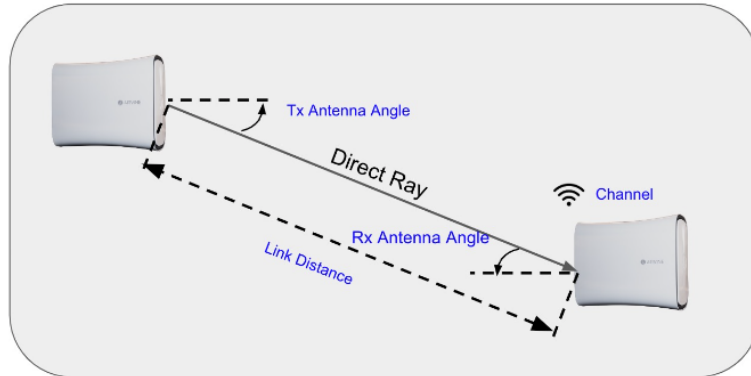 Tx Antenna Angle
Direct Ray
Channel
Rx Antenna Angle
Link Distance